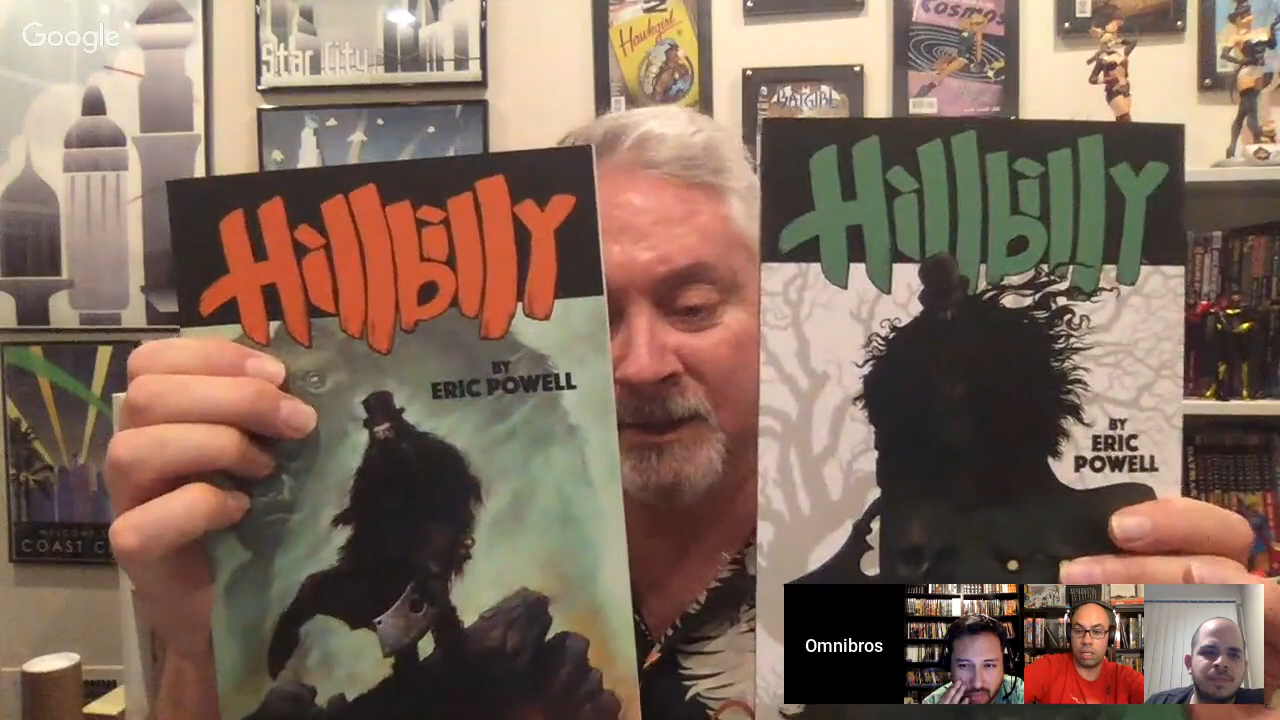 Google
Star City
Hawkgirl
Cosmos
BATGIRL
Hillbilly
BY
ERIC POWELL
Hillbilly
BY
ERIC
POWELL
COAST C
Omnibros